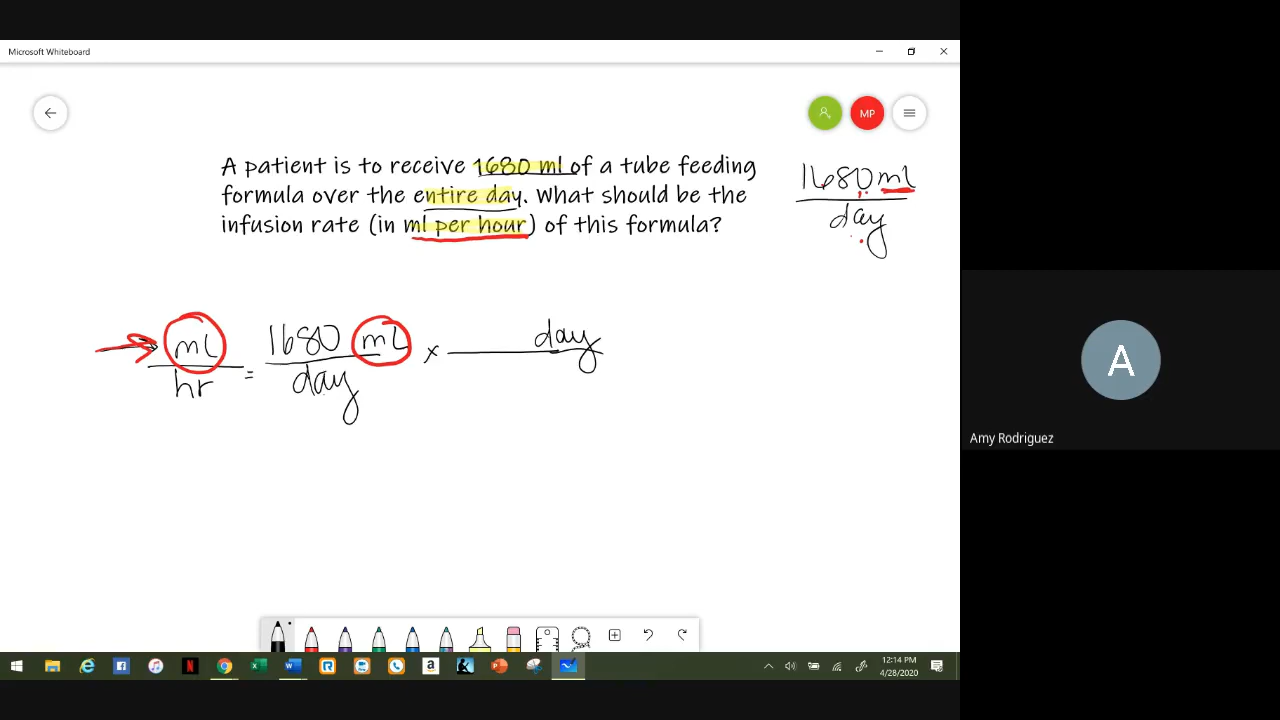 Microsoft Whiteboard
MP
A patient is to receive 1680 ml of a tube feeding
formula over the entire day. What should be the
infusion rate (in ml per hour) of this formula?
1680 ml
day
ml
hr
=
1680 mL
day
x
day
A
Amy Rodriguez
12:14 PM
4/28/2020